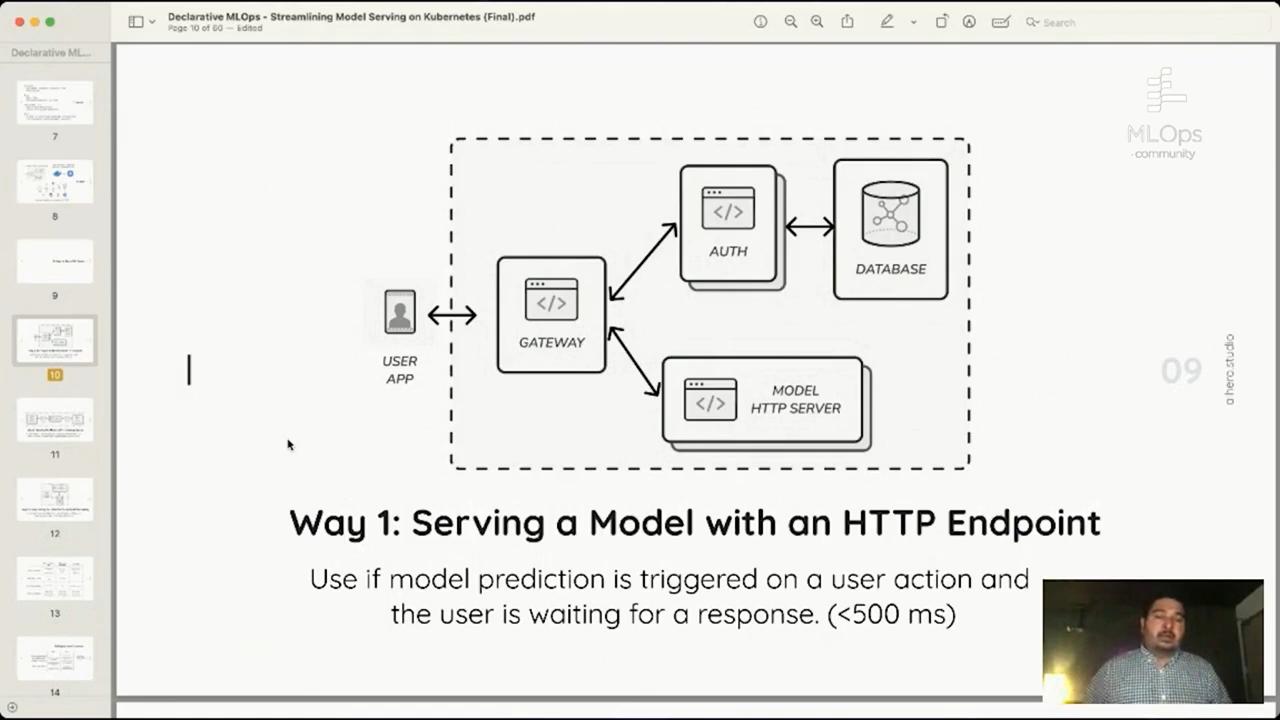 Declarative MLOps - Streamlining Model Serving on Kubernetes (Final).pdf
Page 10 of 60 — Edited
Search
Declarative ML...
7
8
9
10
11
12
13
14
MLOps
community
AUTH
DATABASE
GATEWAY
USER
APP
MODEL
HTTP SERVER
09
a hero.studio
Way 1: Serving a Model with an HTTP Endpoint
Use if model prediction is triggered on a user action and
the user is waiting for a response. (<500 ms)